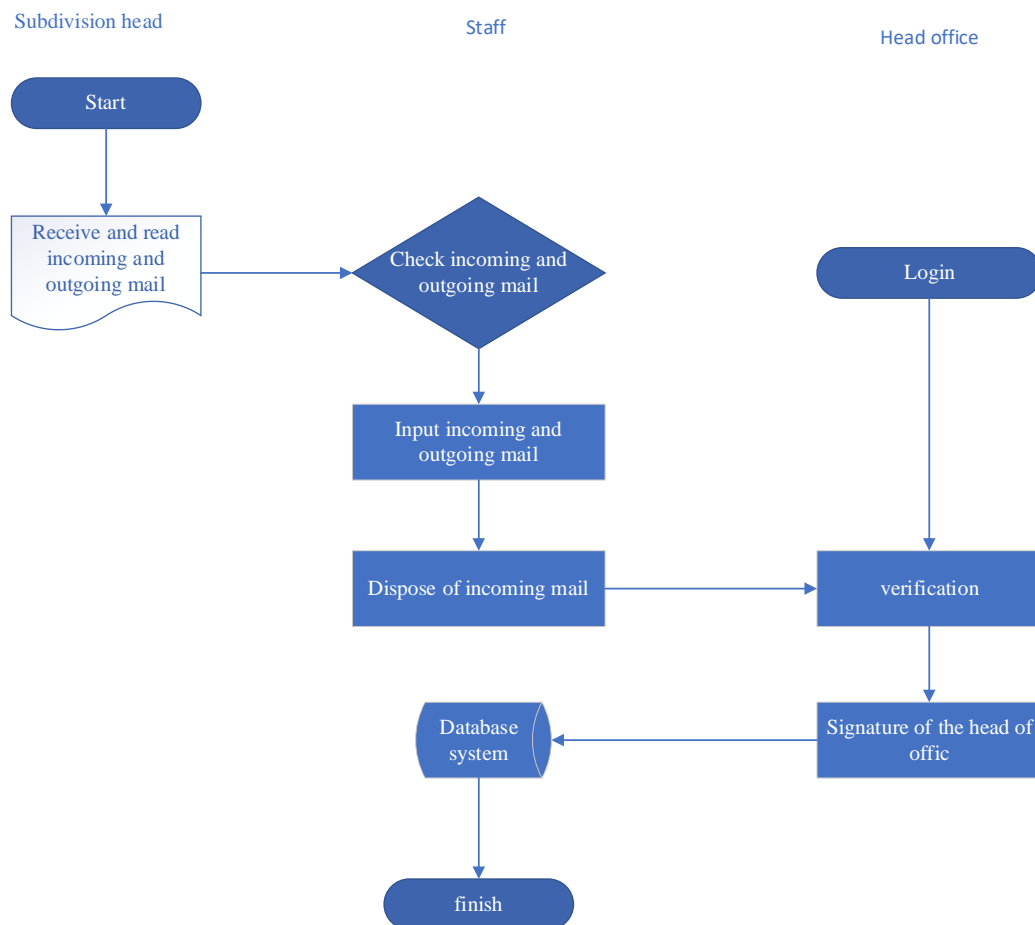 Subdivision head
Staff
Head office
Start
Receive and read
incoming and
outgoing mail
Check incoming and
outgoing mail
Login
Input incoming and
outgoing mail
Dispose of incoming mail
verification
Database
system
Signature of the head of
offic
finish